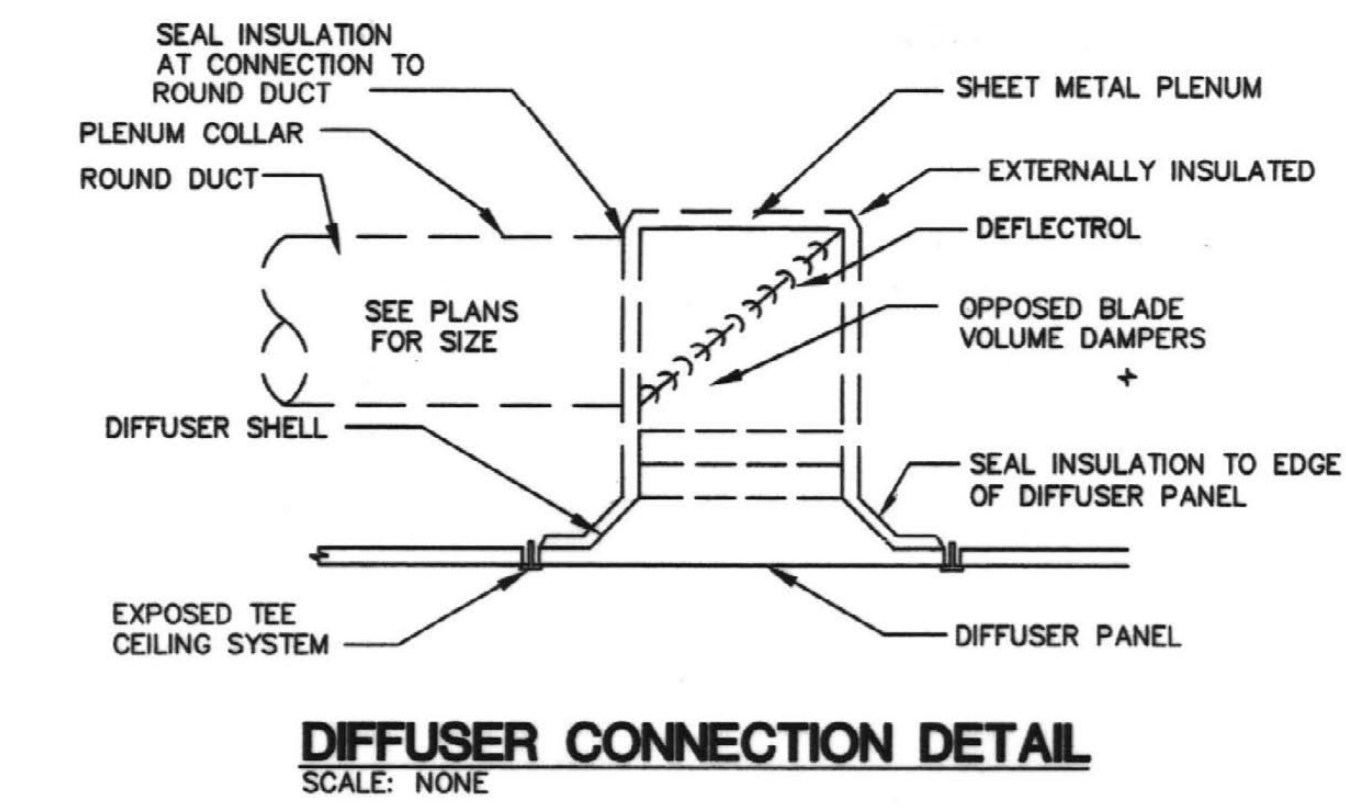 SEAL INSULATION
AT CONNECTION TO
ROUND DUCT
PLENUM COLLAR
ROUND DUCT
SEE PLANS
FOR SIZE
DIFFUSER SHELL
EXPOSED TEE
CEILING SYSTEM
SHEET METAL PLENUM
EXTERNALLY INSULATED
DEFLECTROL
OPPOSED BLADE
VOLUME DAMPERS
SEAL INSULATION TO EDGE
OF DIFFUSER PANEL
DIFFUSER PANEL
DIFFUSER CONNECTION DETAIL
SCALE: NONE